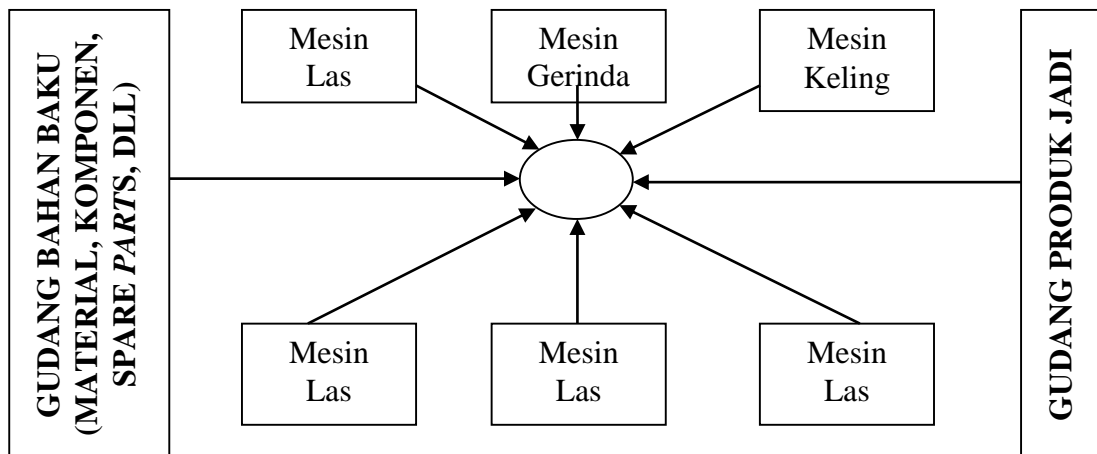 GUDANG BAHAN BAKU
(MATERIAL, KOMPONEN,
SPARE PARTS, DLL)
Mesin
Las
Mesin
Gerinda
Mesin
Keling
Mesin
Las
Mesin
Las
Mesin
Las
GUDANG PRODUK JADI